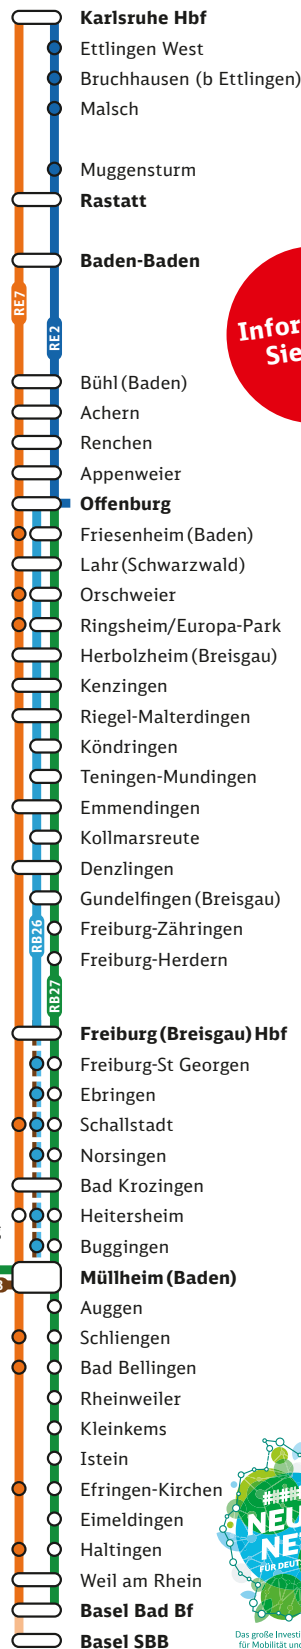 Karlsruhe Hbf
Ettlingen West
Bruchhausen (b Ettlingen)
Malsch
Muggensturm
Rastatt
Baden-Baden
RE7
RE2
Sie
Bühl (Baden)
Achern
Renchen
Appenweier
Offenburg
Friesenheim (Baden)
Lahr (Schwarzwald)
Orschweier
Ringsheim/Europa-Park
Herbolzheim (Breisgau)
Kenzingen
Riegel-Malterdingen
Köndringen
Teningen-Mundingen
Emmendingen
Kollmarsreute
Denzlingen
Gundelfingen (Breisgau)
RB26
Freiburg-Zähringen
Freiburg-Herdern
RB27
Freiburg (Breisgau) Hbf
Freiburg-St Georgen
Ebringen
Schallstadt
Norsingen
Bad Krozingen
Heitersheim
Buggingen
Müllheim (Baden)
Auggen
Schliengen
Bad Bellingen
Rheinweiler
Kleinkems
Istein
Efringen-Kirchen
Eimeldingen
Haltingen
Weil am Rhein
Basel Bad Bf
Basel SBB
FÜR
Das große
für Mobilität